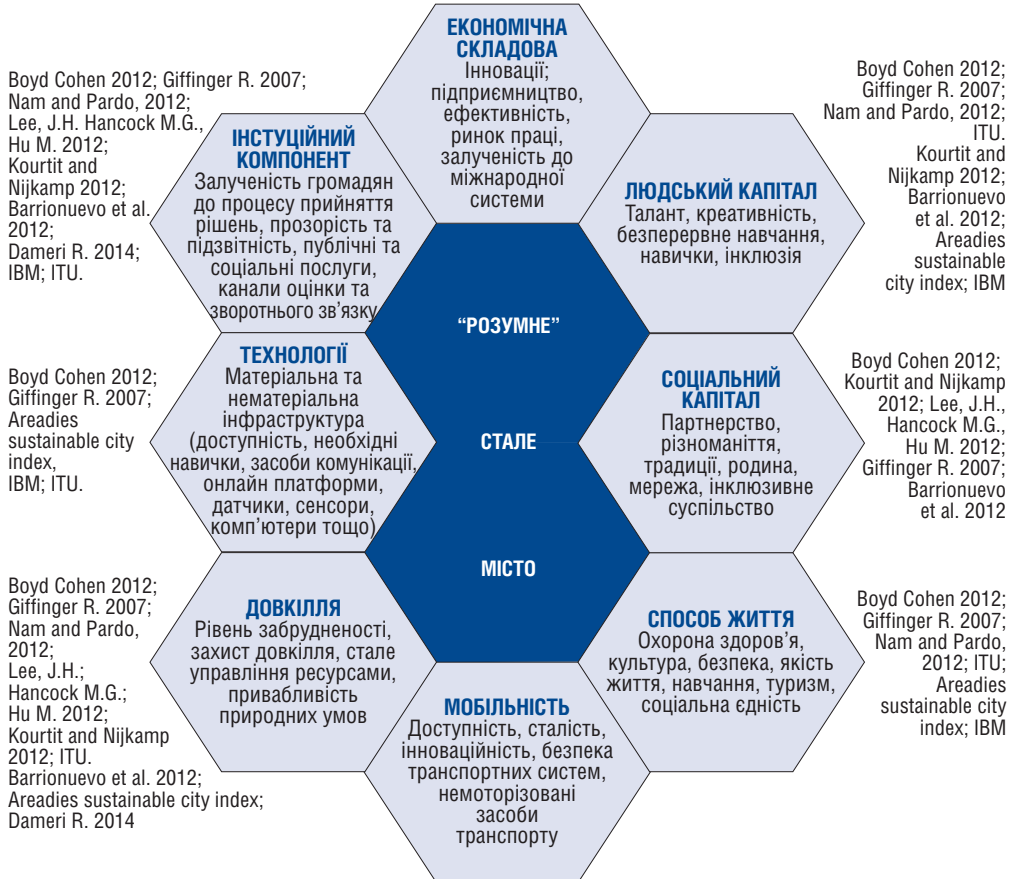 ЕКОНОМІЧНА
СКЛАДОВА
Інновації;
підприємництво,
ефективність,
ринок праці,
залученість до
міжнародної
системи
Boyd Cohen 2012; Giffinger R. 2007;
Nam and Pardo, 2012;
Lee, J.H. Hancock M.G.,
Hu M. 2012;
Kourtit and
Nijkamp 2012;
Barrionuevo et al.
2012;
Dameri R. 2014;
IBM; ITU.
ІНСТУЦІЙНИЙ
КОМПОНЕНТ
Залученість громадян
до процесу прийняття
рішень, прозорість та
підзвітність, публічні та
соціальні послуги,
канали оцінки та
зворотнього зв’язку
ЛЮДСЬКИЙ КАПІТАЛ
Талант, креативність,
безперервне навчання,
навички, інклюзія
Boyd Cohen 2012;
Giffinger R. 2007;
Nam and Pardo, 2012;
ITU.
Kourtit and
Nijkamp 2012;
Barrionuevo
et al. 2012;
Areadies
sustainable
city index; IBM
“РОЗУМНЕ”
СТАЛЕ
МІСТО
Boyd Cohen 2012;
Giffinger R. 2007;
Areadies
sustainable city
index,
IBM; ITU.
ТЕХНОЛОГІЇ
Матеріальна та
нематеріальна
інфраструктура
(доступність, необхідні
навички, засоби комунікації,
онлайн платформи,
датчики, сенсори,
комп’ютери тощо)
СОЦІАЛЬНИЙ
КАПІТАЛ
Партнерство,
різноманіття,
традиції, родина,
мережа, інклюзивне
суспільство
Boyd Cohen 2012;
Kourtit and Nijkamp
2012; Lee, J.H.,
Hancock M.G.,
Hu M. 2012;
Giffinger R. 2007;
Barrionuevo
et al. 2012
Boyd Cohen 2012;
Giffinger R. 2007;
Nam and Pardo,
2012;
Lee, J.H.;
Hancock M.G.;
Hu M. 2012;
Kourtit and Nijkamp
2012; ITU.
Barrionuevo et al. 2012;
Areadies sustainable city index;
Dameri R. 2014
ДОВКІЛЛЯ
Рівень забрудненості,
захист довкілля, стале
управління ресурсами,
привабливість
природних умов
МОБІЛЬНІСТЬ
Доступність, сталість,
інноваційність, безпека
транспортних систем,
немоторізовані
засоби
транспорту
СПОСОБ ЖИТТЯ
Охорона здоров’я,
культура, безпека, якість
життя, навчання, туризм,
соціальна єдність
Boyd Cohen 2012;
Giffinger R. 2007;
Nam and Pardo,
2012; ITU;
Areadies
sustainable city
index; IBM